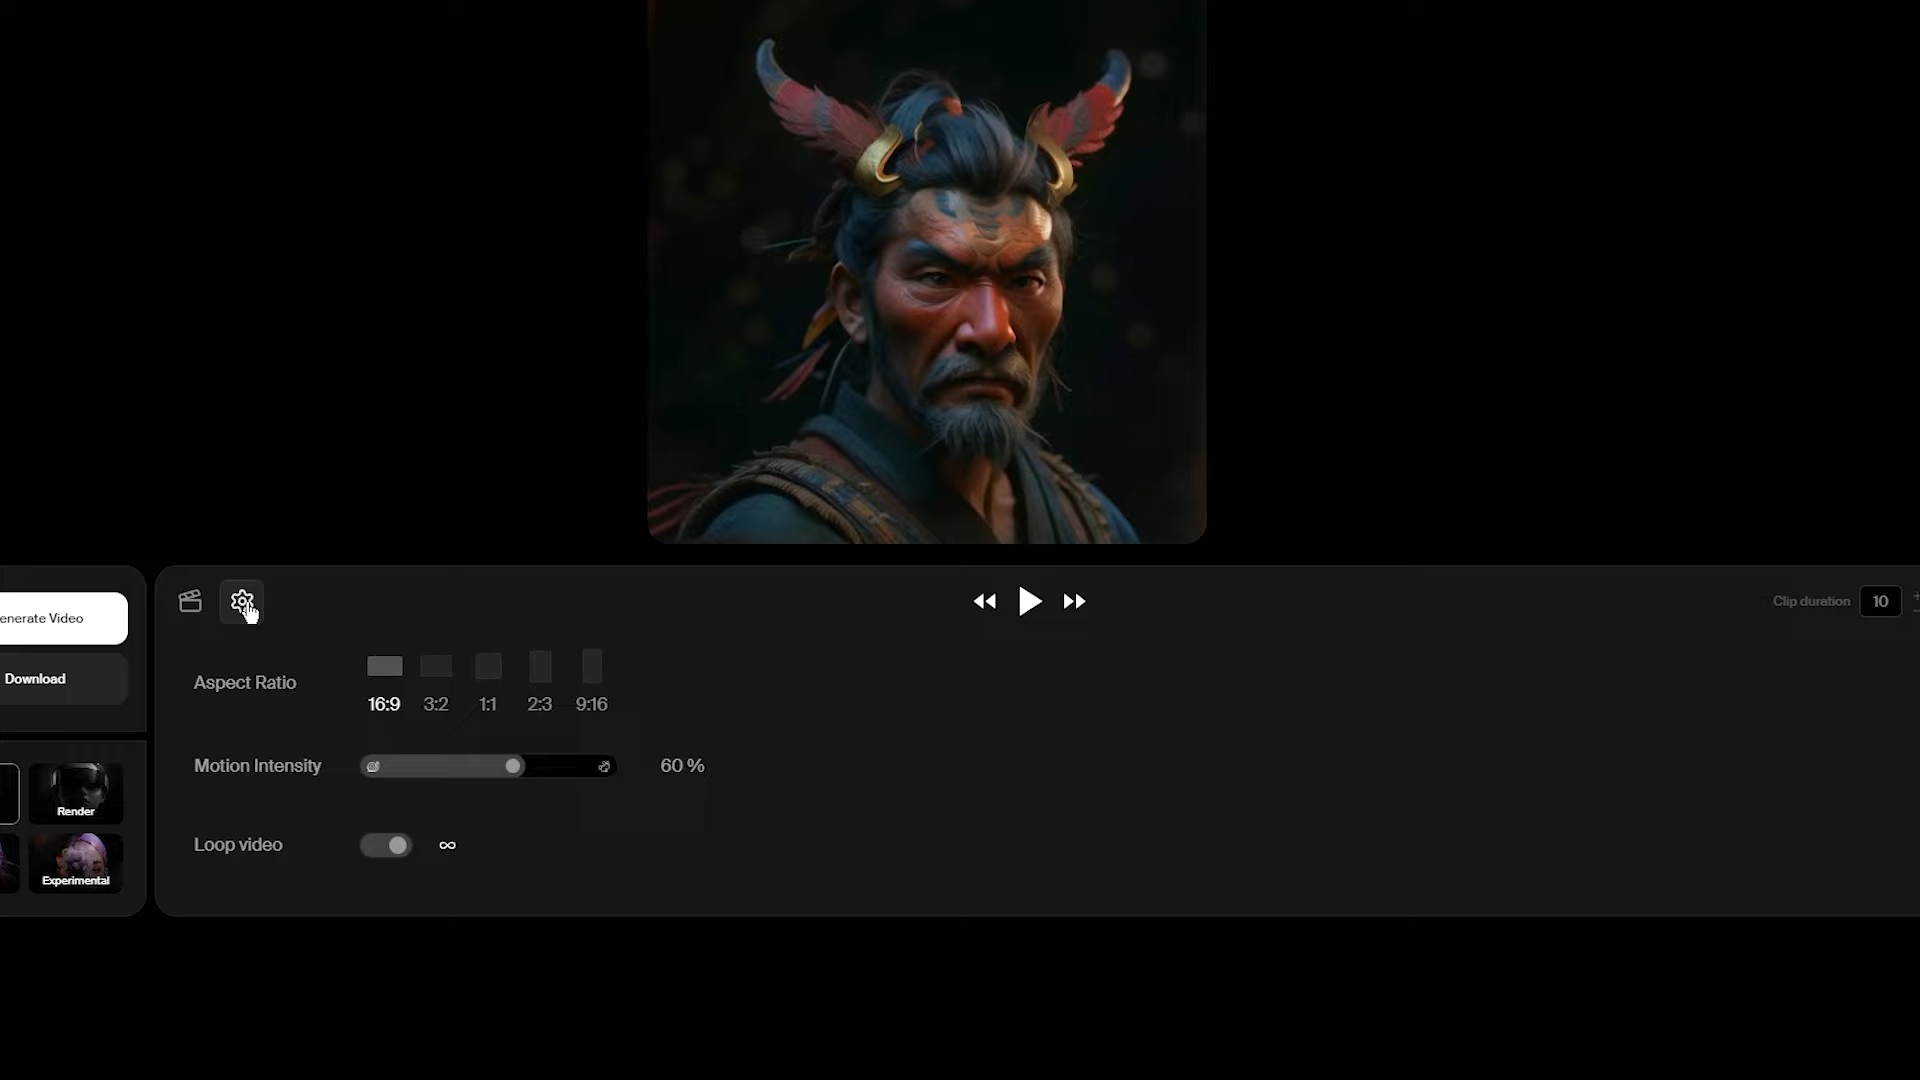 enerate Video
Download
Render
Experimental
Clip duration 10
Aspect Ratio
16:9 3:2 1:1 2:3 9:16
Motion Intensity 60 %
Loop video